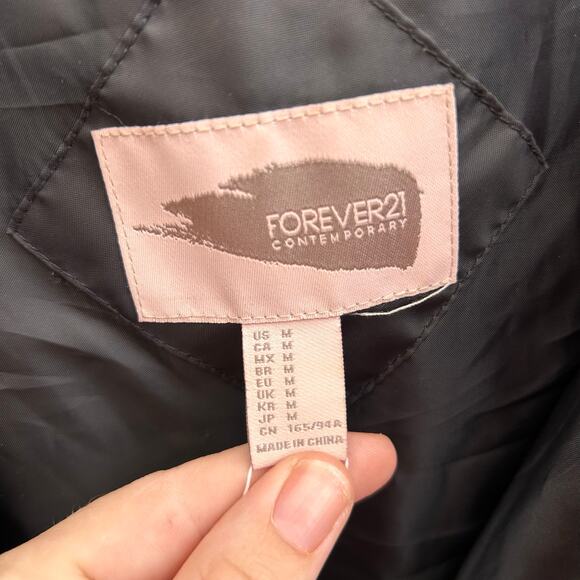 FOREVER21
CONTEMPORARY
US M
CA M
MX M
BR M
EU M
UK M
KR M
JP M
CN 165/94A
MADE IN CHINA